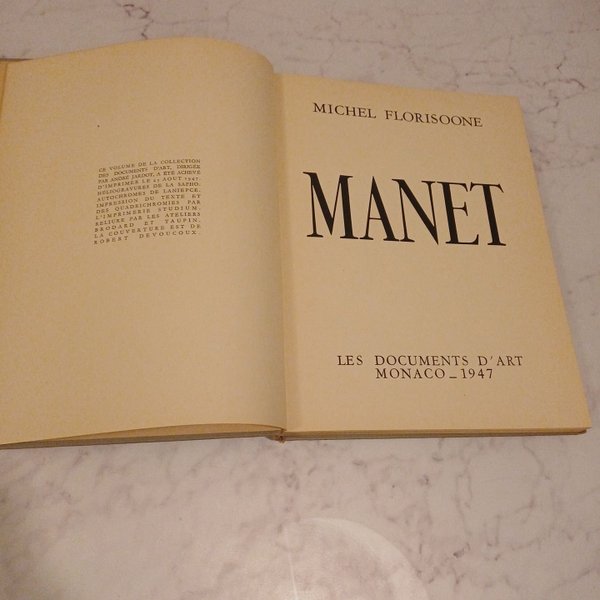 CE VOLUME DE LA COLLECTION
DES DOCUMENTS D'ART, DIRIGÉE
PAR ANDRÉ JARDOT, A ÉTÉ ACHEVÉ
D'IMPRIMER LE 25 AOUT 1947.
HÉLIOGRAVURES DE LA SAPHO.
AUTOCHROMES DE LANIEPCE.
IMPRESSION DU TEXTE ET
DES QUADRICHROMIES PAR
L'IMPRIMERIE STUDIUM.
RELIURE PAR LES ATELIERS
BRODARD ET TAUPIN.
LA COUVERTURE EST DE
ROBERT DEVOUCOUX.
MICHEL FLORISOONE
MANET
LES DOCUMENTS D'ART
MONACO _ 1947